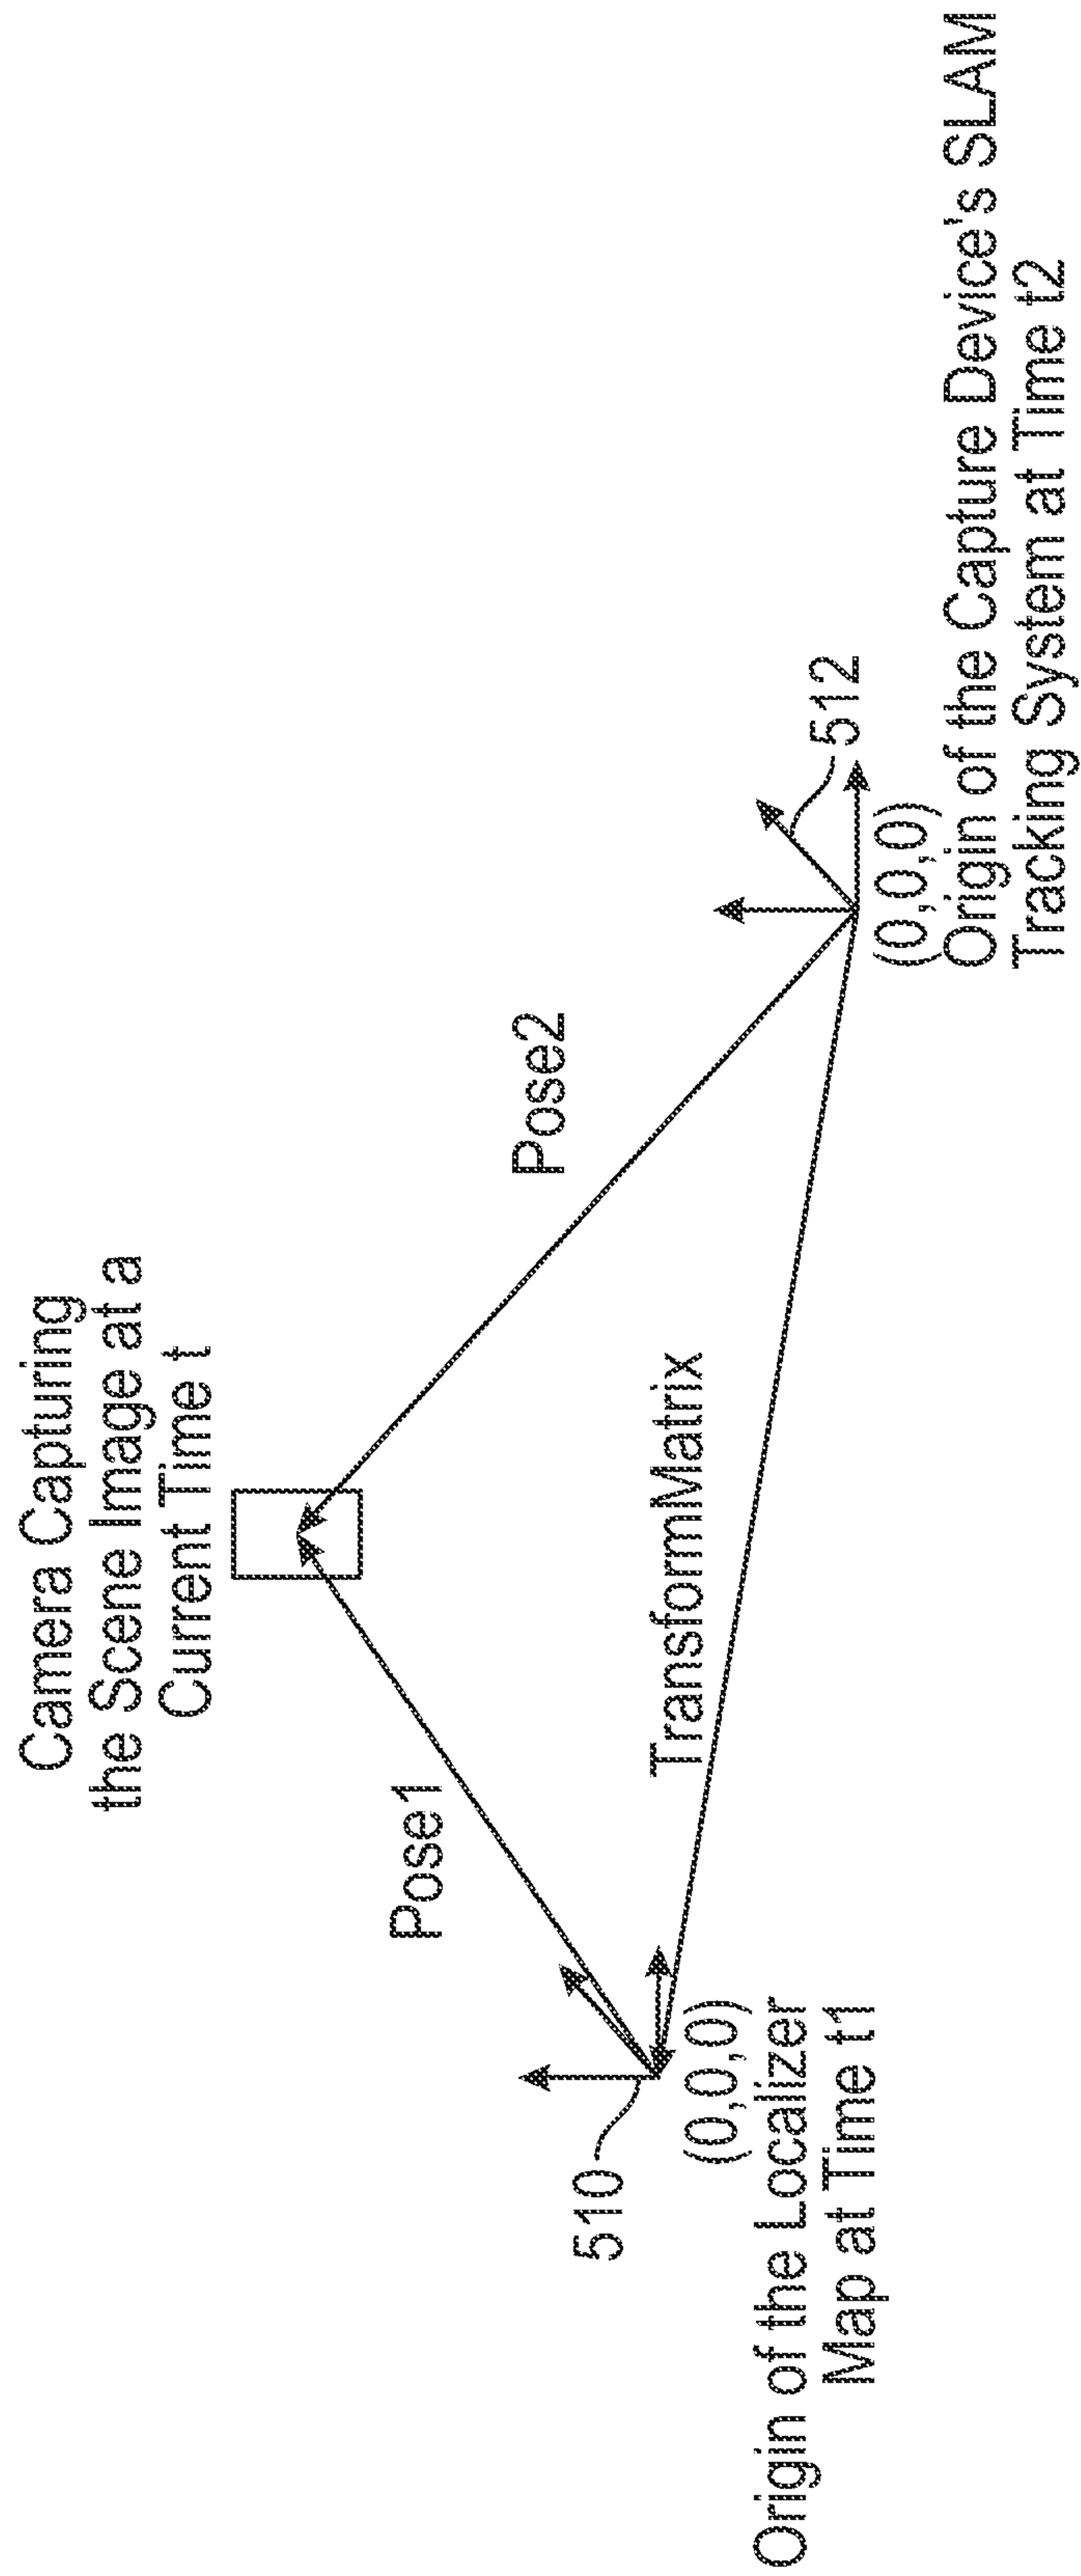 Camera Capturing
the Scene Image at a
Current Time t
Pose1
Pose2
510
TransformMatrix
512
(0,0,0)
Origin of the Localizer
Map at Time t1
(0,0,0)
Origin of the Capture Device's SLAM
Tracking System at Time t2